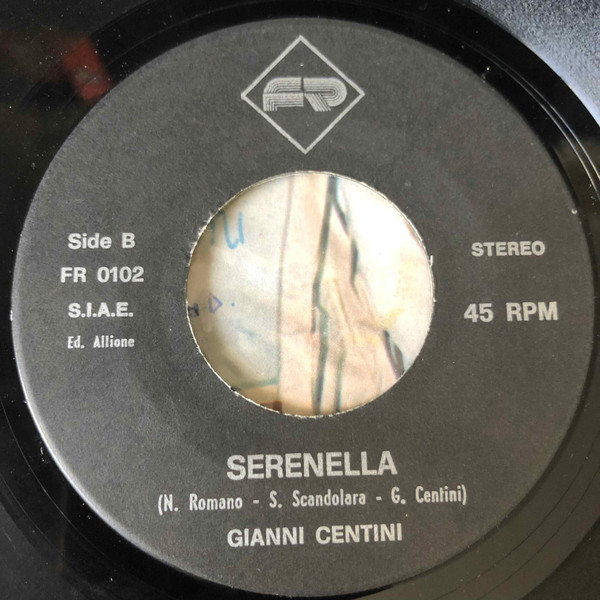 FR
Side B
FR 0102
S.I.A.E.
Ed. Allione
STEREO
45 RPM
SERENELLA
(N. Romano - S. Scandolara - G. Centini)
GIANNI CENTINI